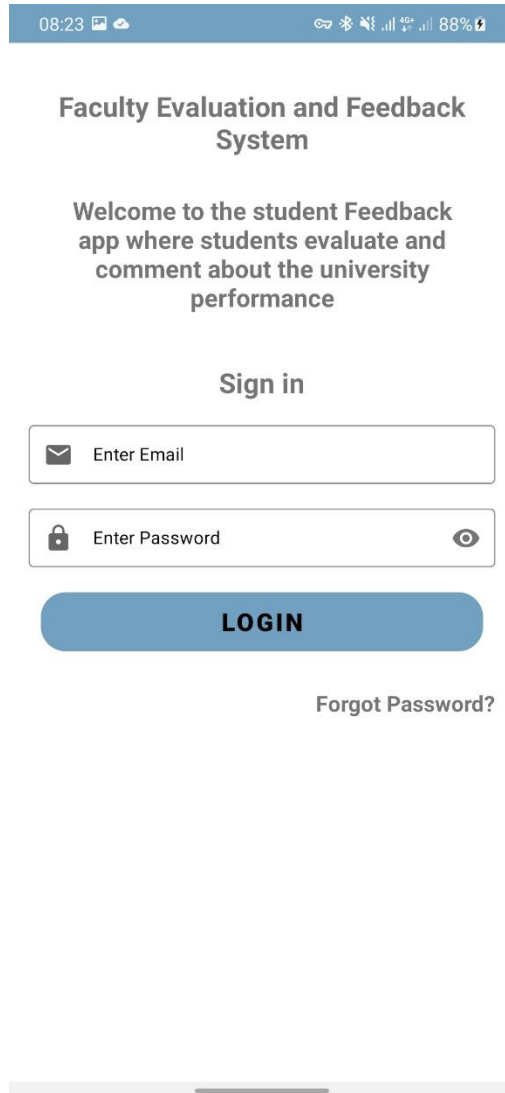 08:23 4G+ 88%
Faculty Evaluation and Feedback
System
Welcome to the student Feedback
app where students evaluate and
comment about the university
performance
Sign in
Enter Email
Enter Password
LOGIN
Forgot Password?